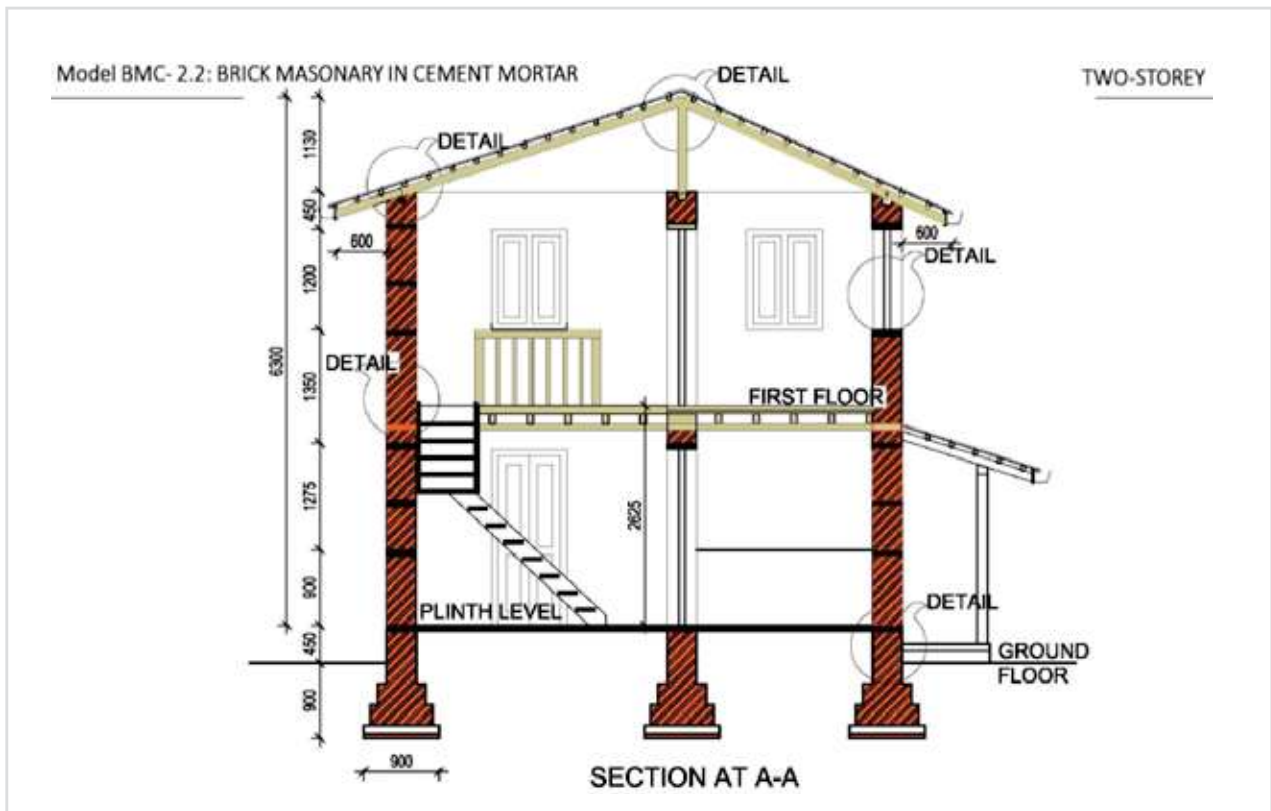 Model BMC- 2.2: BRICK MASONARY IN CEMENT MORTAR
TWO-STOREY
DETAIL
DETAIL
1130
450
600
600
DETAIL
1200
6300
DETAIL
1350
FIRST FLOOR
1275
2625
900
PLINTH LEVEL
DETAIL
450
GROUND
FLOOR
900
900
SECTION AT A-A